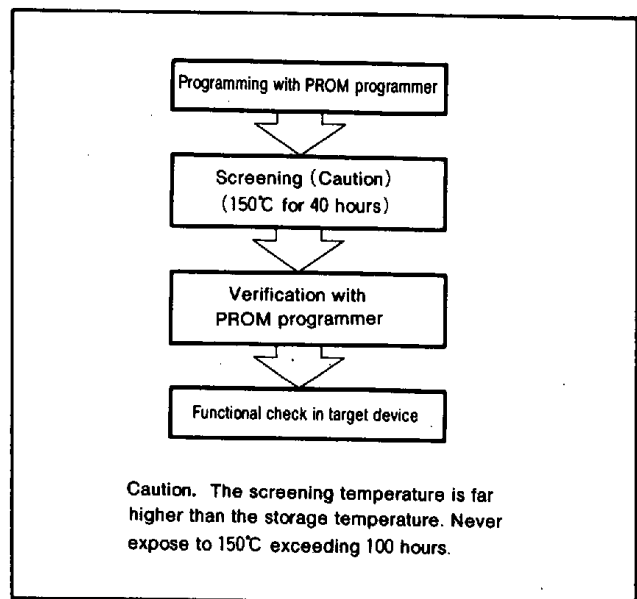 Programming with PROM programmer
Screening (Caution)
(150℃ for 40 hours)
Verification with
PROM programmer
Functional check in target device
Caution. The screening temperature is far
higher than the storage temperature. Never
expose to 150℃ exceeding 100 hours.